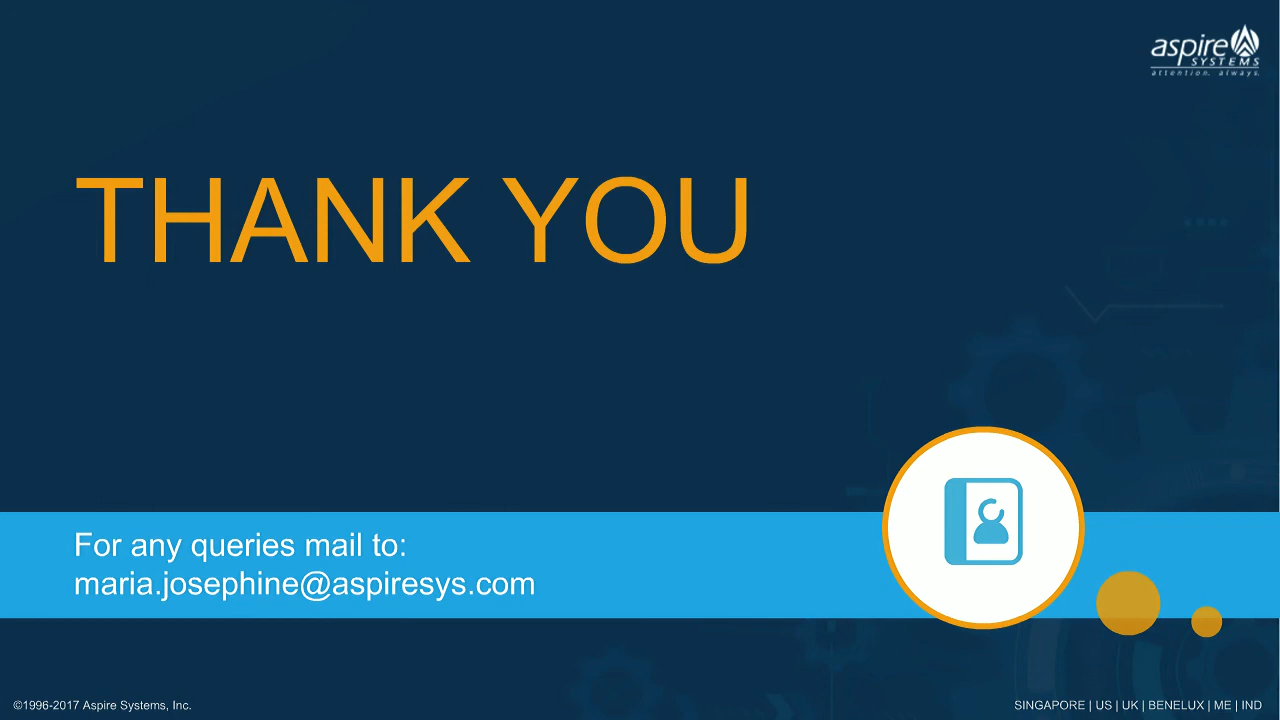 aspire
SYSTEMS
attention. always.
THANK YOU
For any queries mail to:
maria.josephine@aspiresys.com
©1996-2017 Aspire Systems, Inc.
SINGAPORE | US | UK | BENELUX | ME | IND